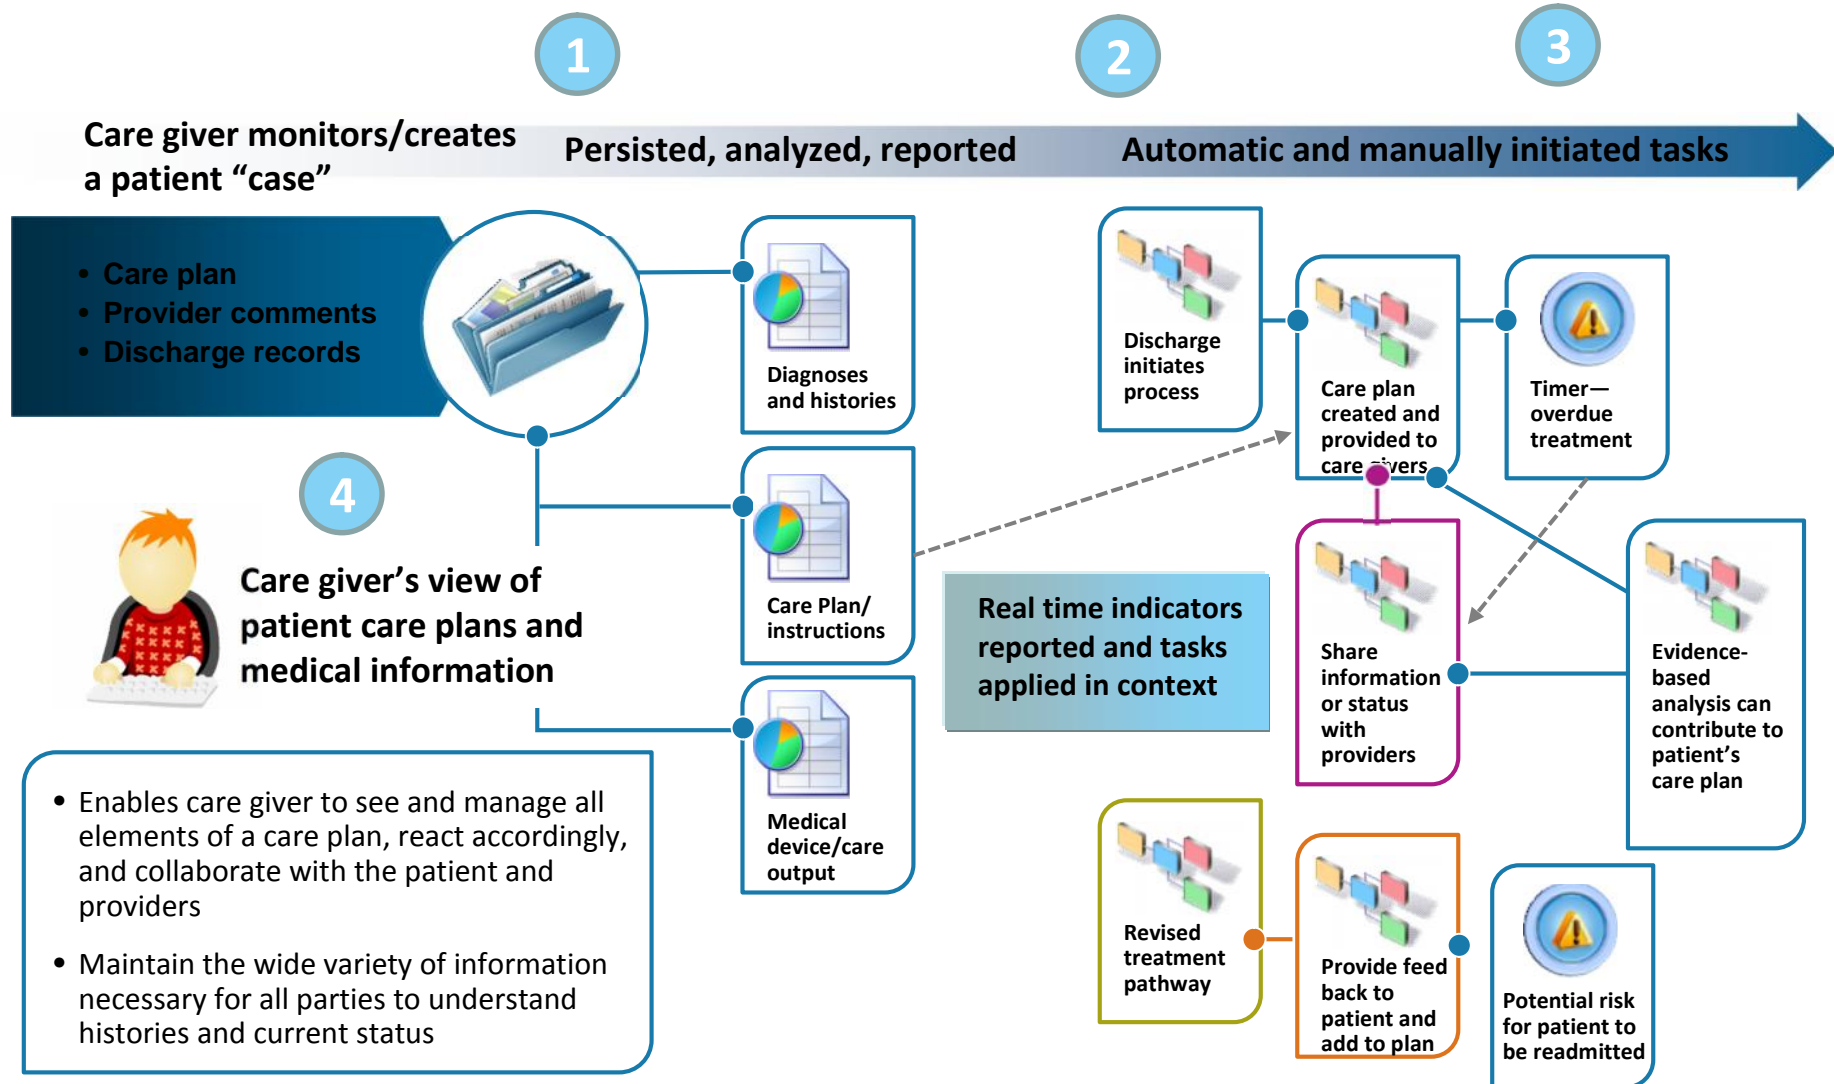 1
2
3
Care giver monitors/creates
a patient “case”
Persisted, analyzed, reported
Automatic and manually initiated tasks
• Care plan
• Provider comments
• Discharge records
Diagnoses
and histories
Discharge
initiates
process
Care plan
created and
provided to
care givers
Timer—
overdue
treatment
4
Care giver’s view of
patient care plans and
medical information
Care Plan/
instructions
Real time indicators
reported and tasks
applied in context
Share
information
or status
with
providers
Evidence-
based
analysis can
contribute to
patient’s
care plan
Medical
device/care
output
• Enables care giver to see and manage all
elements of a care plan, react accordingly,
and collaborate with the patient and
providers
• Maintain the wide variety of information
necessary for all parties to understand
histories and current status
Revised
treatment
pathway
Provide feed
back to
patient and
add to plan
Potential risk
for patient to
be readmitted